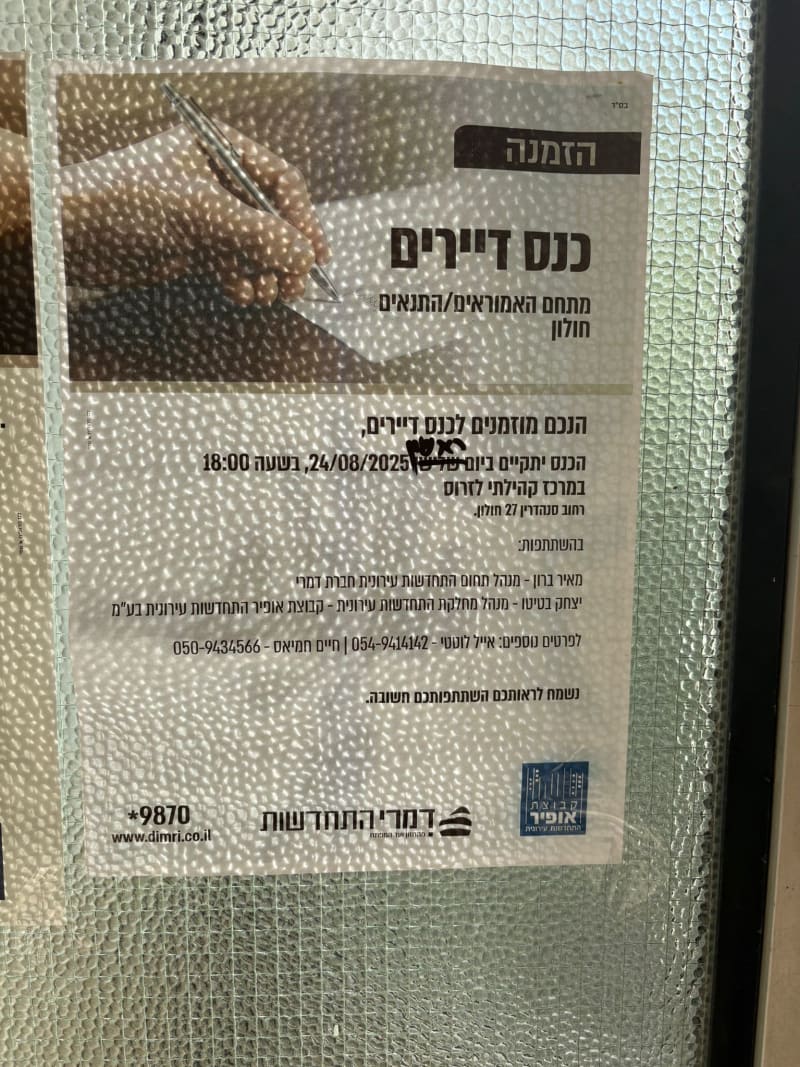 בס"ד
הזמנה
כנס דיירים
מתחם האמוראים/התנאים
חולון
הנכם מוזמנים לכנס דיירים,
ראשון
הכנס יתקיים ביום שלישי 24/08/2025, בשעה 18:00
במרכז קהילתי לזרוס
רחוב סנהדרין 27 חולון.
בהשתתפות:
מאיר ברון - מנהל תחום התחדשות עירונית חברת דמרי
יצחק בטיטו - מנהל מחלקת התחדשות עירונית - קבוצת אופיר התחדשות עירונית בע"מ
לפרטים נוספים: אייל לוטטי - 054-9414142 | חיים חמיאס - 050-9434566
נשמח לראותכם השתתפותכם חשובה.
קבוצת
אופיר
התחדשות עירונית
דמרי התחדשות
*9870
www.dimri.co.il